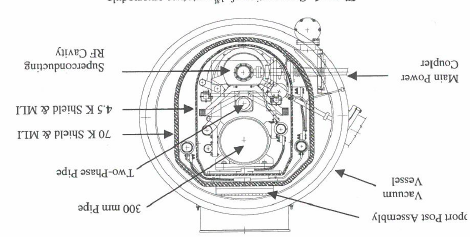 pport Post Assembly
300 mm Pipe
Vacuum
Vessel
Two-Phase Pipe
70 K Shield & MLI
4.5 K Shield & MLI
Main Power
Coupler
Superconducting
RF Cavity